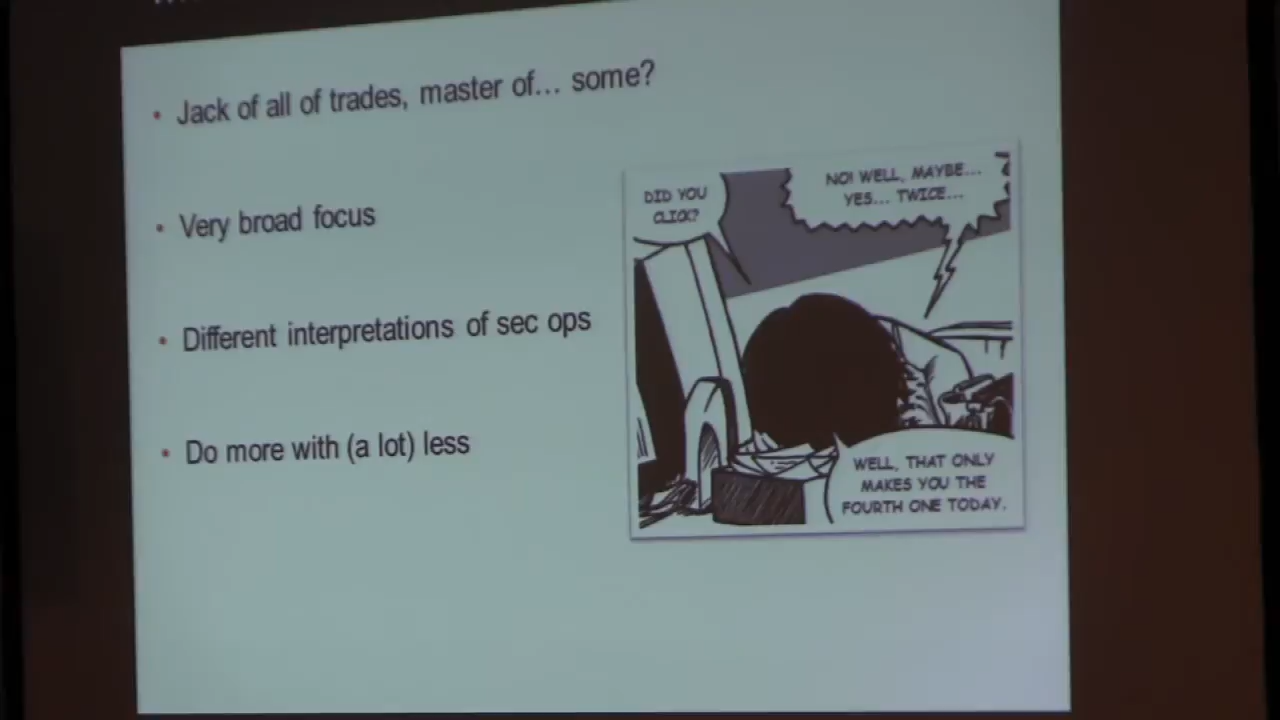 Jack of all of trades, master of... some?
Very broad focus
Different interpretations of sec ops
Do more with (a lot) less
DID YOU
CLICK?
NO! WELL, MAYBE...
YES... TWICE...
WELL, THAT ONLY
MAKES YOU THE
FOURTH ONE TODAY.